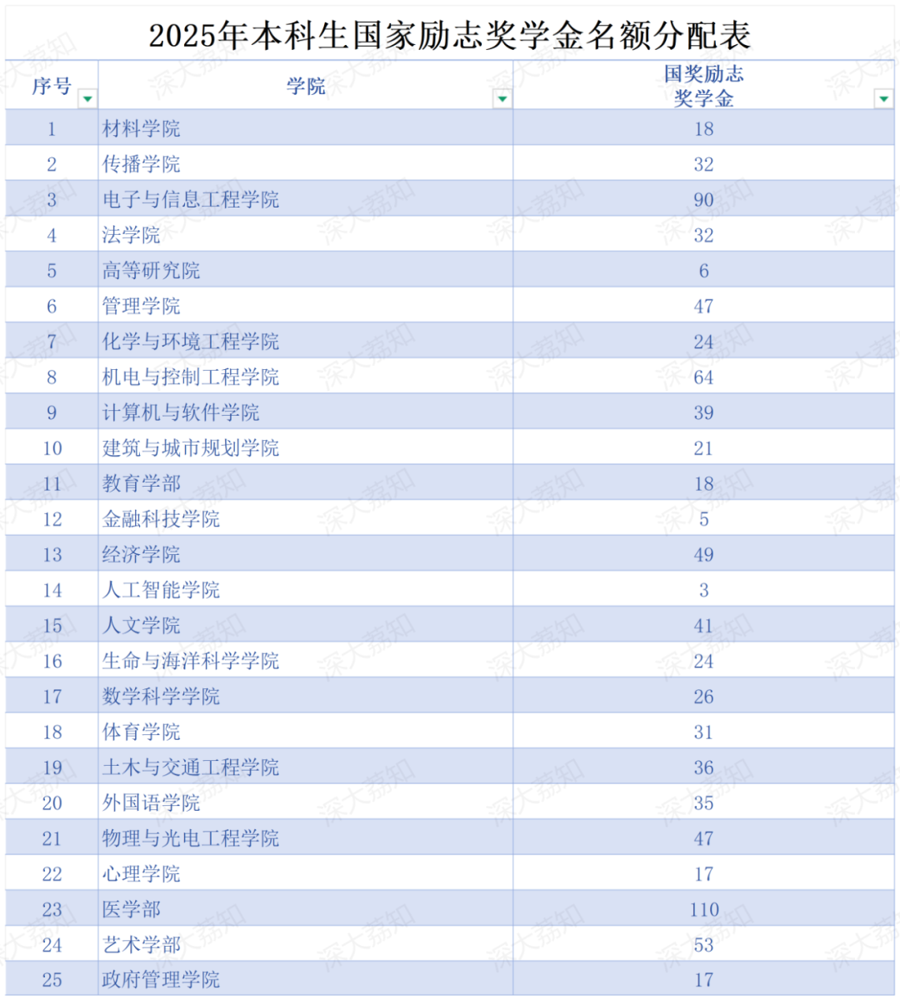 2025年本科生国家励志奖学金名额分配表
序号 学院 国奖励志
奖学金
1 材料学院 18
2 传播学院 32
3 电子与信息工程学院 90
4 法学院 32
5 高等研究院 6
6 管理学院 47
7 化学与环境工程学院 24
8 机电与控制工程学院 64
9 计算机与软件学院 39
10 建筑与城市规划学院 21
11 教育学部 18
12 金融科技学院 5
13 经济学院 49
14 人工智能学院 3
15 人文学院 41
16 生命与海洋科学学院 24
17 数学科学学院 26
18 体育学院 31
19 土木与交通工程学院 36
20 外国语学院 35
21 物理与光电工程学院 47
22 心理学院 17
23 医学部 110
24 艺术学部 53
25 政府管理学院 17
深大荔知